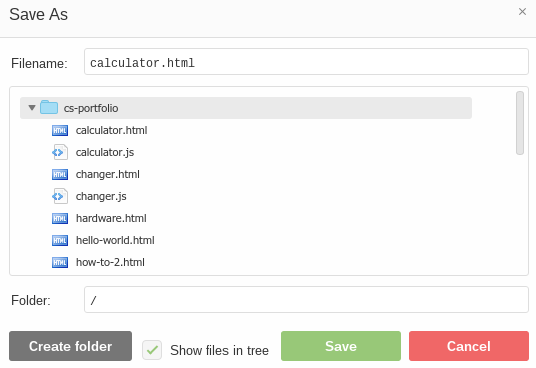 Save As ×
Filename: calculator.html
cs-portfolio
HTML calculator.html
calculator.js
HTML changer.html
changer.js
HTML hardware.html
HTML hello-world.html
HTML how-to-2.html
Folder: /
Create folder Show files in tree Save Cancel